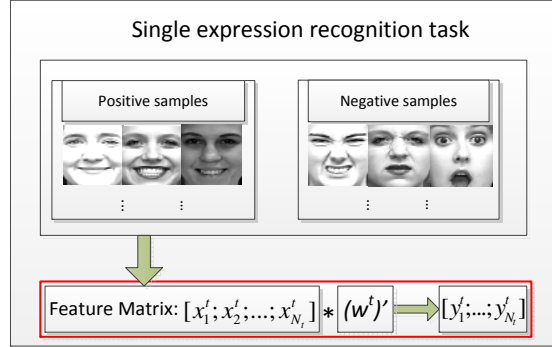 Single expression recognition task
Positive samples Negative samples
⋮ ⋮ ⋮ ⋮
Feature Matrix: [x₁ᵗ; x₂ᵗ; ...; x_{N_t}ᵗ] * (wᵗ)' [y₁ᵗ; ...; y_{N_t}ᵗ]